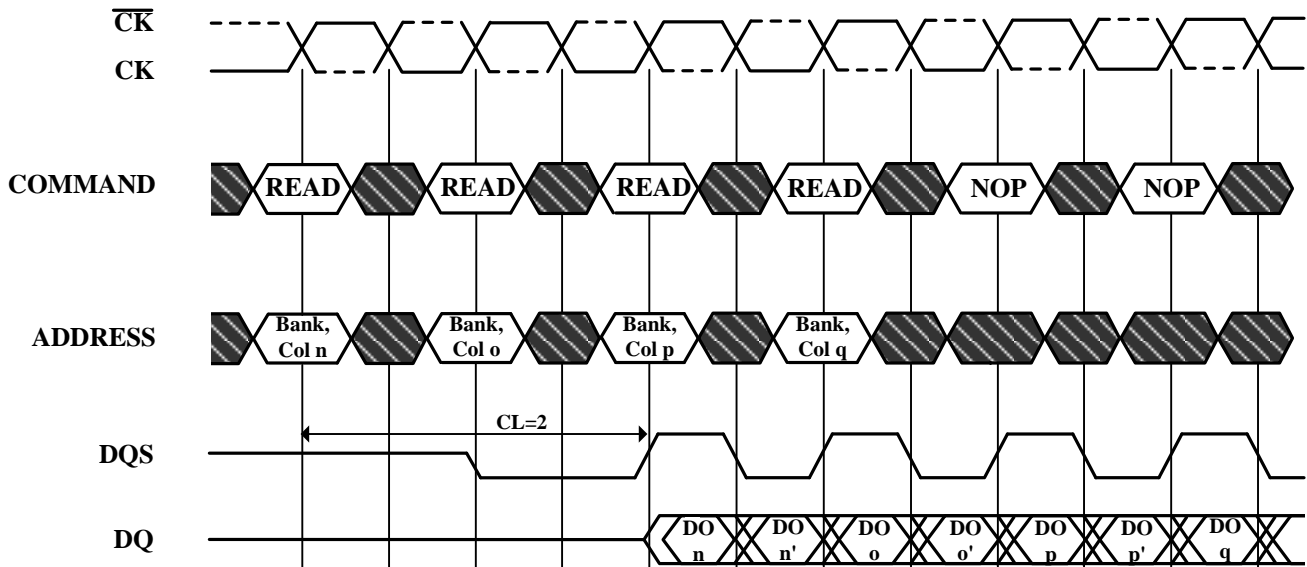 C̅K̅
CK
COMMAND
READ
READ
READ
READ
NOP
NOP
ADDRESS
Bank,
Col n
Bank,
Col o
Bank,
Col p
Bank,
Col q
CL=2
DQS
DQ
DO
n
DO
n'
DO
o
DO
o'
DO
p
DO
p'
DO
q